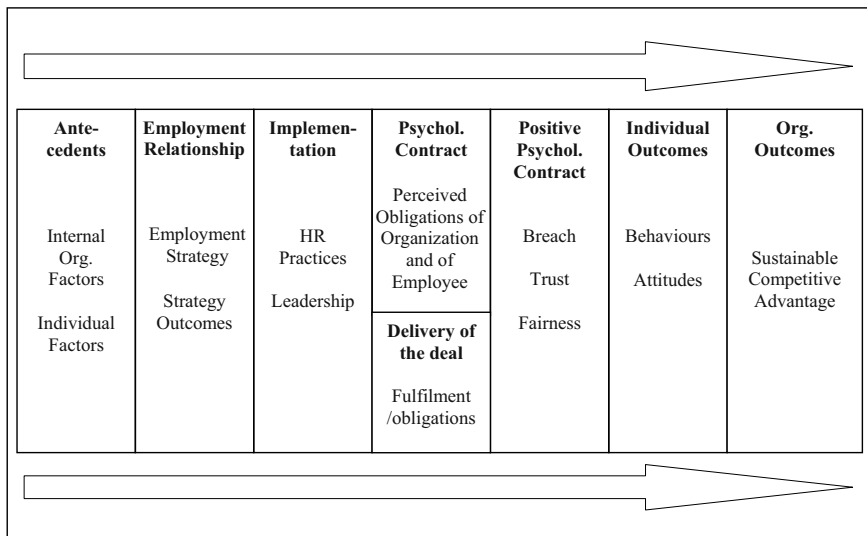 Ante-
cedents
Internal
Org.
Factors
Individual
Factors
Employment
Relationship
Employment
Strategy
Strategy
Outcomes
Implemen-
tation
HR
Practices
Leadership
Psychol.
Contract
Perceived
Obligations of
Organization
and of
Employee
Delivery of
the deal
Fulfilment
/obligations
Positive
Psychol.
Contract
Breach
Trust
Fairness
Individual
Outcomes
Behaviours
Attitudes
Org.
Outcomes
Sustainable
Competitive
Advantage